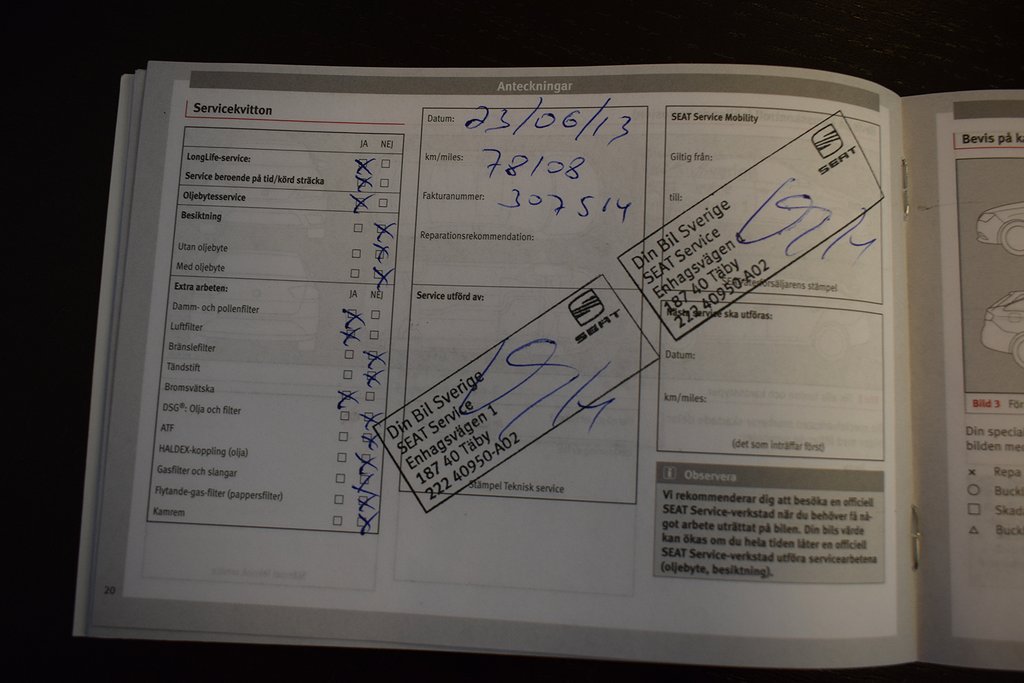 Anteckningar
Servicekvitton
JA NEJ
LongLife-service:
Service beroende på tid/körd sträcka
Oljebytesservice
Besiktning
Utan oljebyte
Med oljebyte
Extra arbeten: JA NEJ
Damm- och pollenfilter
Luftfilter
Bränslefilter
Tändstift
Bromsvätska
DSG®: Olja och filter
ATF
HALDEX-koppling (olja)
Gasfilter och slangar
Flytande-gas-filter (pappersfilter)
Kamrem
20
Datum: 23/06/13
km/miles: 78108
Fakturanummer: 307514
Reparationsrekommendation:
Service utförd av:
SEAT
Din Bil Sverige
SEAT Service
Enhagsvägen 1
187 40 Täby
222 40950-A02
Stämpel Teknisk service
SEAT Service Mobility
Giltig från:
till:
SEAT
Din Bil Sverige
SEAT Service
Enhagsvägen
187 40 Täby
222 40950-A02
stämpel
Nästa service ska utföras:
Datum:
km/miles:
(det som inträffar först)
i Observera
Vi rekommenderar dig att besöka en officiell
SEAT Service-verkstad när du behöver få nå-
got arbete uträttat på bilen. Din bils värde
kan ökas om du hela tiden låter en officiell
SEAT Service-verkstad utföra servicearbetena
(oljebyte, besiktning).
Bevis på
Bild 3
Din
bilden
× Repa
○ Buckl
□ Skada
△ Buckl